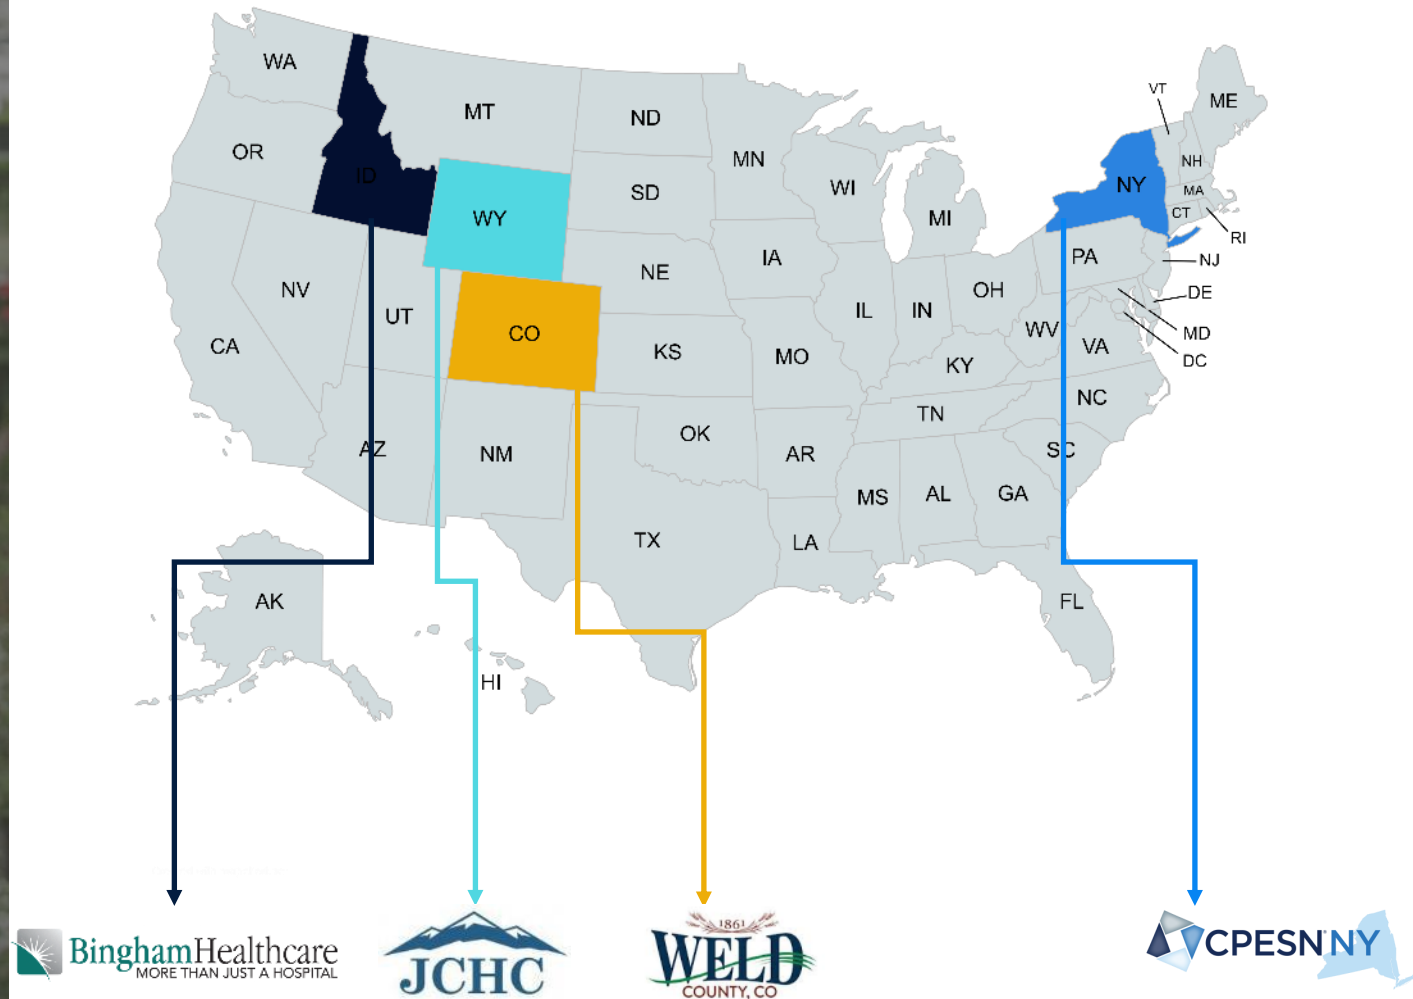 WA
MT
ND
MN
VT
ME
OR
ID
SD
WI
MI
NY
NH
MA
CT
RI
WY
NE
IA
PA
NJ
NV
UT
CO
IL
IN
OH
DE
MD
DC
CA
KS
MO
WV
VA
KY
NC
AZ
NM
OK
TN
AR
SC
MS
AL
GA
TX
LA
AK
FL
HI
BinghamHealthcare
MORE THAN JUST A HOSPITAL
JCHC
1861
WELD
COUNTY, CO
CPESN NY